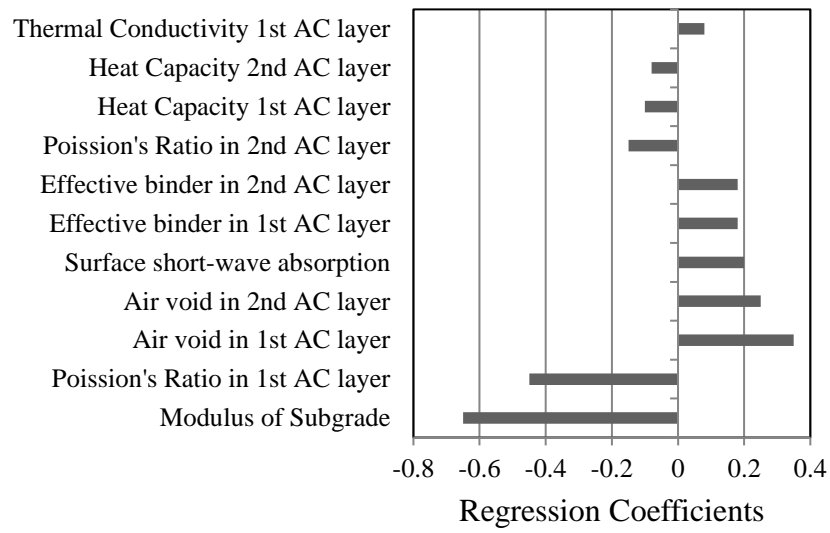 Thermal Conductivity 1st AC layer
Heat Capacity 2nd AC layer
Heat Capacity 1st AC layer
Poission's Ratio in 2nd AC layer
Effective binder in 2nd AC layer
Effective binder in 1st AC layer
Surface short-wave absorption
Air void in 2nd AC layer
Air void in 1st AC layer
Poission's Ratio in 1st AC layer
Modulus of Subgrade
-0.8 -0.6 -0.4 -0.2 0 0.2 0.4
Regression Coefficients